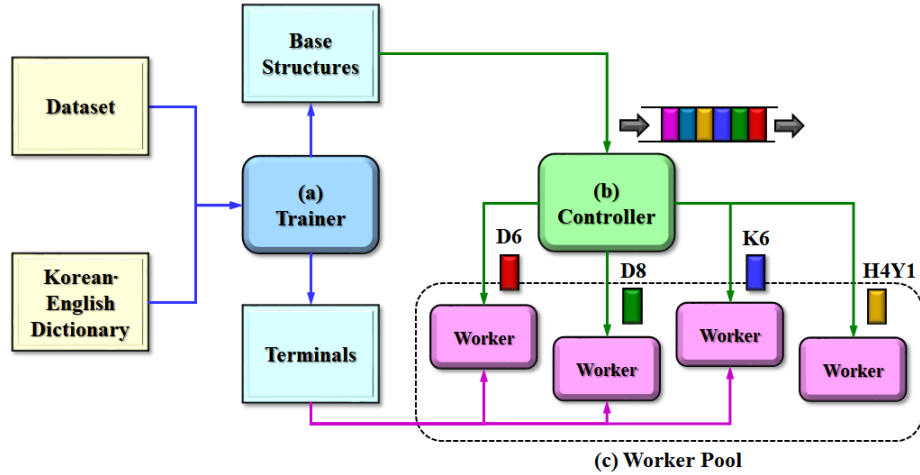 Base
Structures
Dataset
(a)
Trainer
(b)
Controller
D6
K6
D8
H4Y1
Korean-
English
Dictionary
Terminals
Worker
Worker
Worker
Worker
(c) Worker Pool